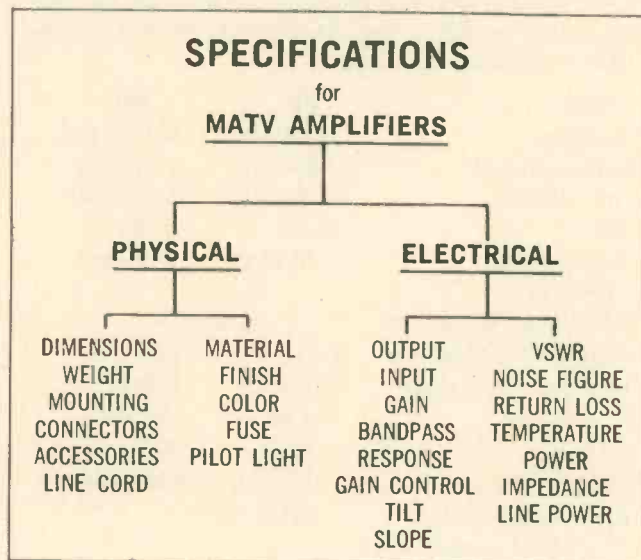 SPECIFICATIONS
for
MATV AMPLIFIERS
PHYSICAL
ELECTRICAL
DIMENSIONS
WEIGHT
MOUNTING
CONNECTORS
ACCESSORIES
LINE CORD
MATERIAL
FINISH
COLOR
FUSE
PILOT LIGHT
OUTPUT
INPUT
GAIN
BANDPASS
RESPONSE
GAIN CONTROL
TILT
SLOPE
VSWR
NOISE FIGURE
RETURN LOSS
TEMPERATURE
POWER
IMPEDANCE
LINE POWER